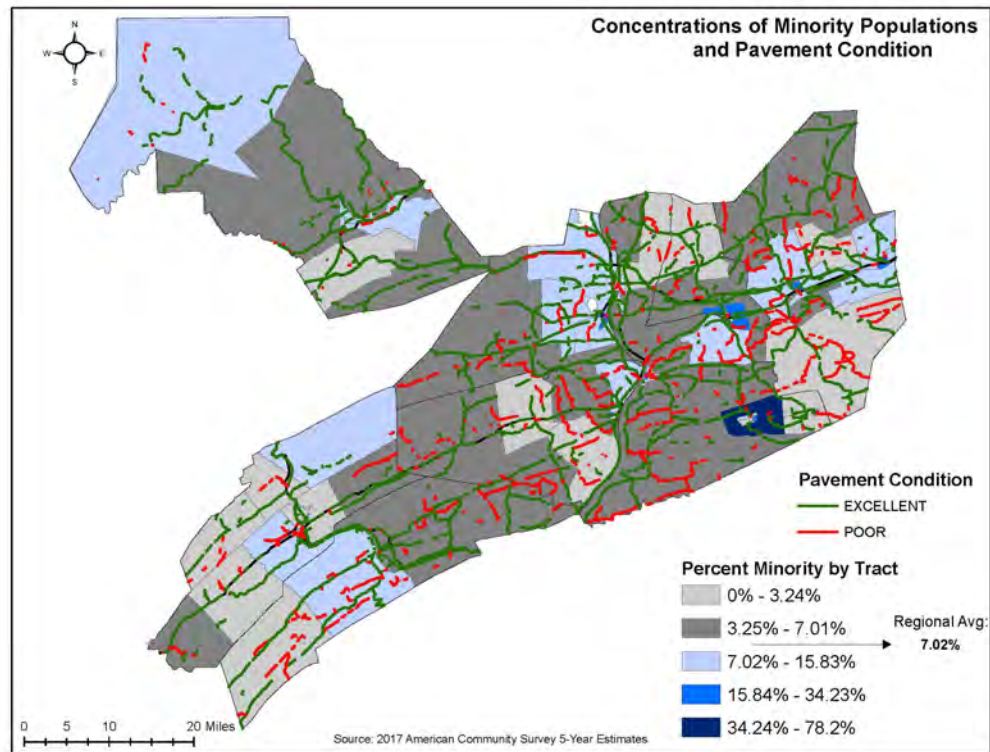 Concentrations of Minority Populations
and Pavement Condition
N
W E
S
Pavement Condition
EXCELLENT
POOR
Percent Minority by Tract
0% - 3.24%
3.25% - 7.01%
Regional Avg:
7.02%
7.02% - 15.83%
15.84% - 34.23%
34.24% - 78.2%
0 5 10 20 Miles
Source: 2017 American Community Survey 5-Year Estimates